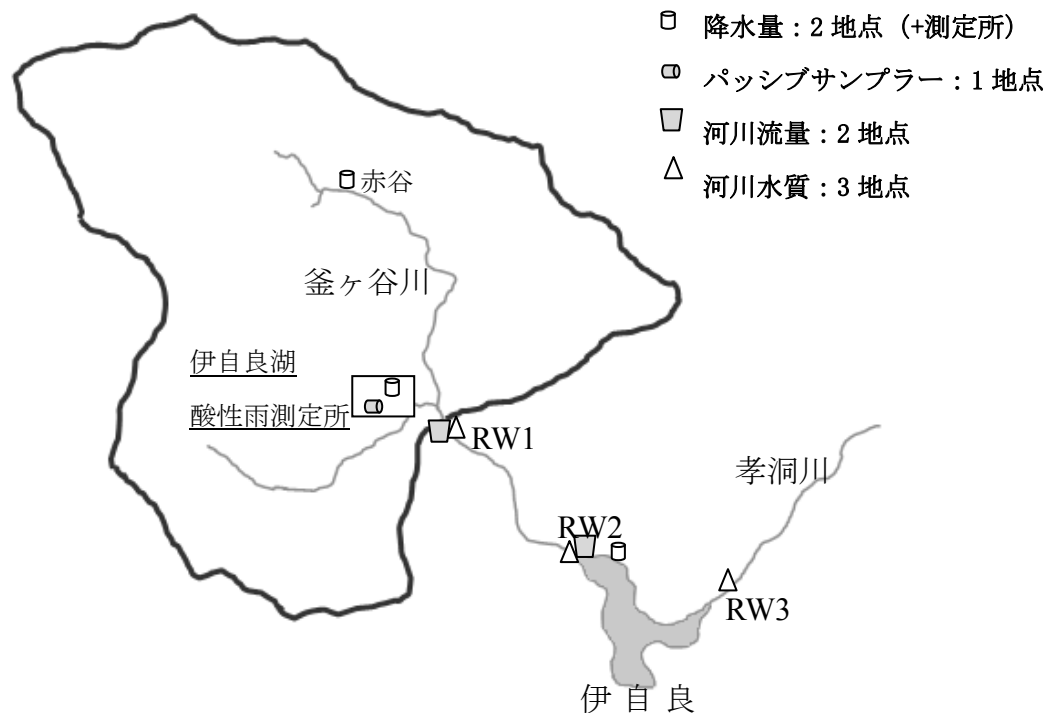 降水量：2 地点（+測定所）
パッシブサンプラー：1 地点
河川流量：2 地点
河川水質：3 地点
赤谷
釜ヶ谷川
伊自良湖
酸性雨測定所
RW1
孝洞川
RW2
RW3
伊 自 良